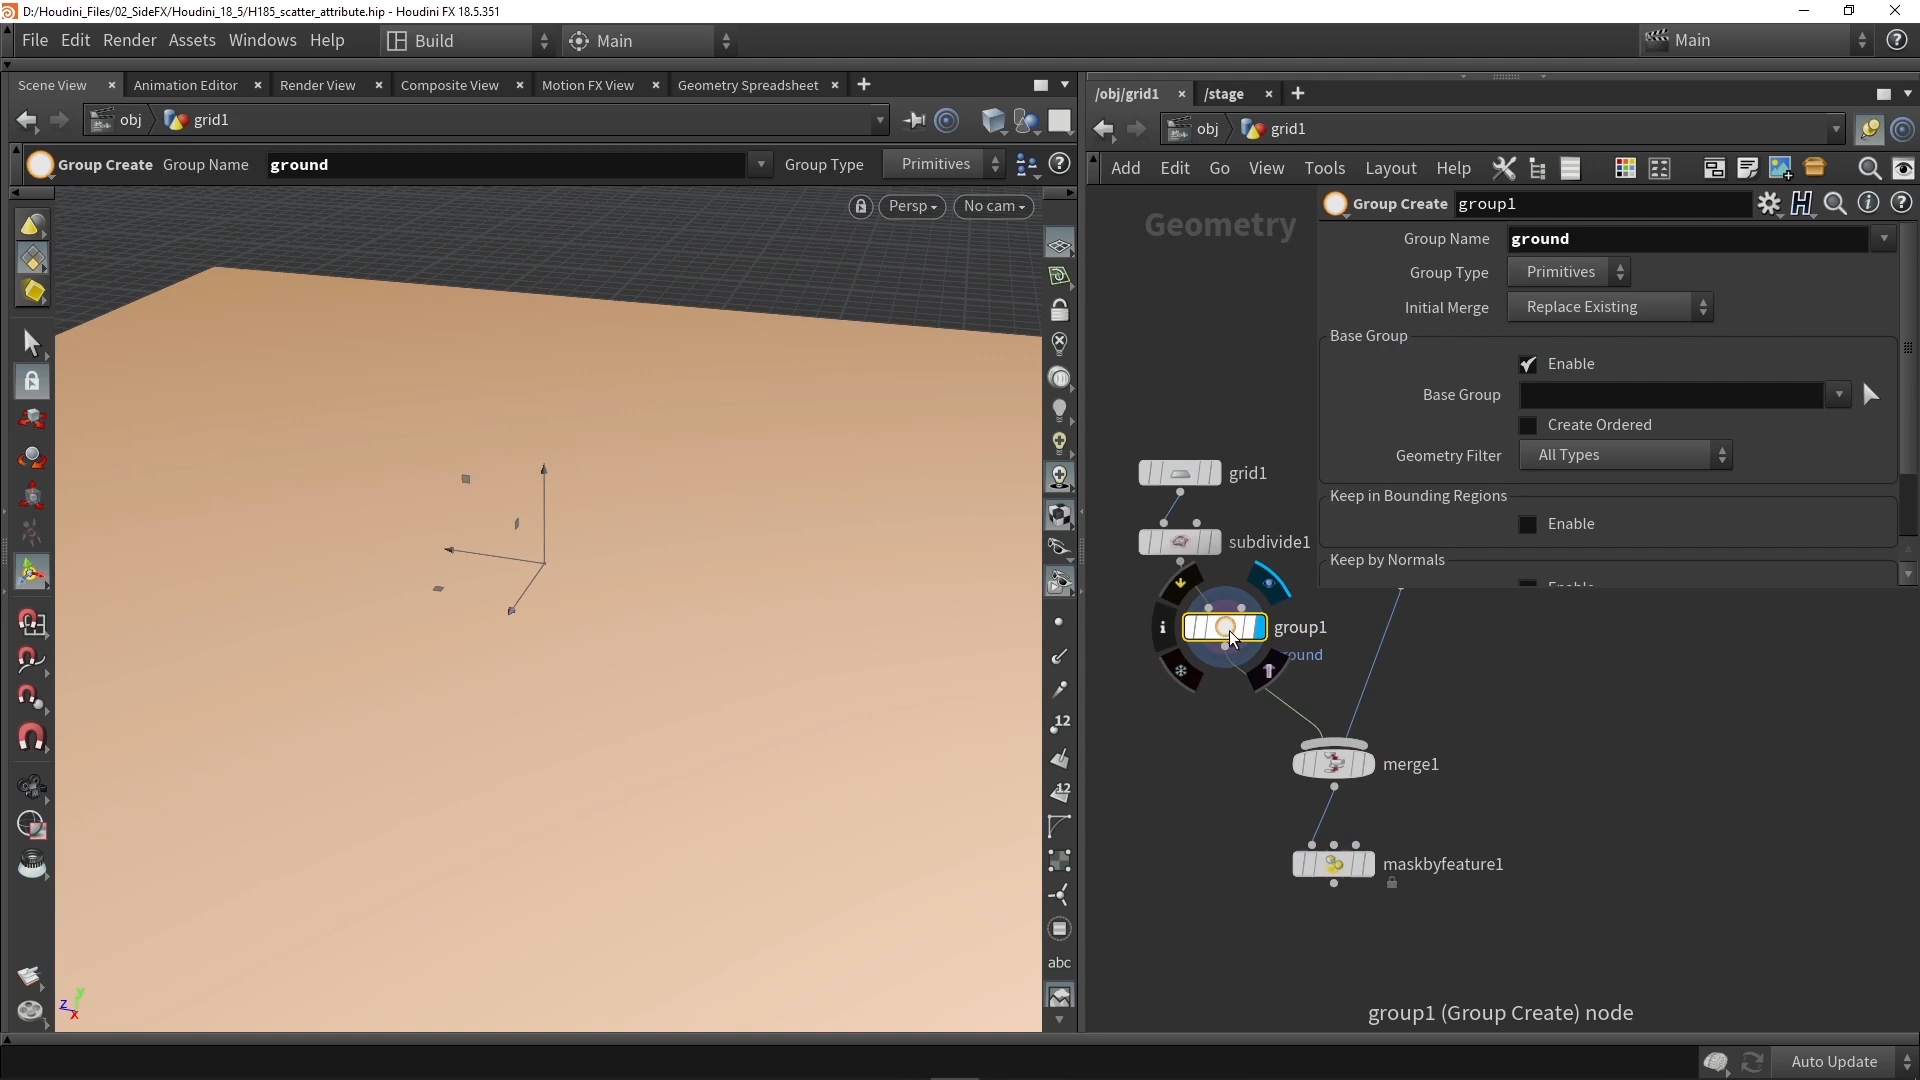 D:/Houdini_Files/02_SideFX/Houdini_18_5/H185_scatter_attribute.hip - Houdini FX 18.5.351
File Edit Render Assets Windows Help Build Main Main
Scene View Animation Editor Render View Composite View Motion FX View Geometry Spreadsheet
obj grid1
Group Create Group Name ground Group Type Primitives
Persp No cam
/obj/grid1 /stage
obj grid1
Add Edit Go View Tools Layout Help
Geometry
Group Create group1
Group Name ground
Group Type Primitives
Initial Merge Replace Existing
Base Group
Enable
Base Group
Create Ordered
Geometry Filter All Types
Keep in Bounding Regions
Enable
Keep by Normals
grid1
subdivide1
group1
round
merge1
maskbyfeature1
12
12
abc
z y
x
group1 (Group Create) node
Auto Update